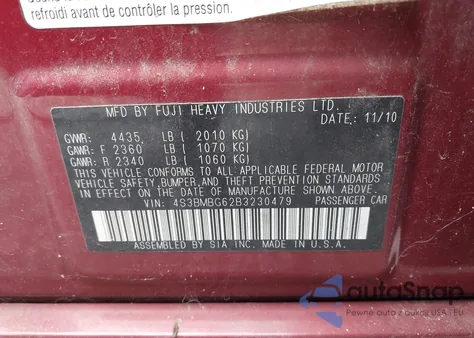 refroidi avant de contrôler la pression.
MFD BY FUJI HEAVY INDUSTRIES LTD.
DATE: 11/10
GVWR: 4435 LB ( 2010 KG)
GAWR: F 2360 LB ( 1070 KG)
GAWR: R 2340 LB ( 1060 KG)
THIS VEHICLE CONFORMS TO ALL APPLICABLE FEDERAL MOTOR
VEHICLE SAFETY, BUMPER, AND THEFT PREVENTION STANDARDS
IN EFFECT ON THE DATE OF MANUFACTURE SHOWN ABOVE.
VIN: 4S3BMBG62B3230479 PASSENGER CAR
ASSEMBLED BY SIA INC. MADE IN U.S.A.
autoSnap
Pewne auto z aukcji USA i EU